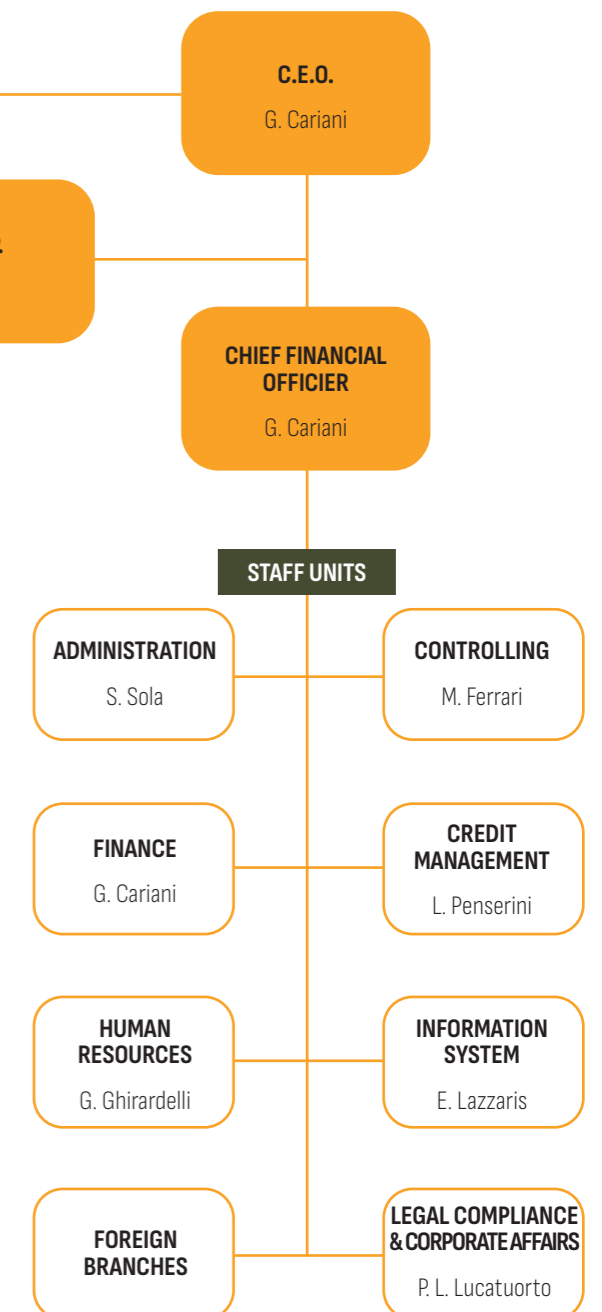 C.E.O.
G. Cariani
CHIEF FINANCIAL
OFFICIER
G. Cariani
STAFF UNITS
ADMINISTRATION
S. Sola
CONTROLLING
M. Ferrari
FINANCE
G. Cariani
CREDIT
MANAGEMENT
L. Penserini
HUMAN
RESOURCES
G. Ghirardelli
INFORMATION
SYSTEM
E. Lazzaris
FOREIGN
BRANCHES
LEGAL COMPLIANCE
& CORPORATE AFFAIRS
P. L. Lucatuorto